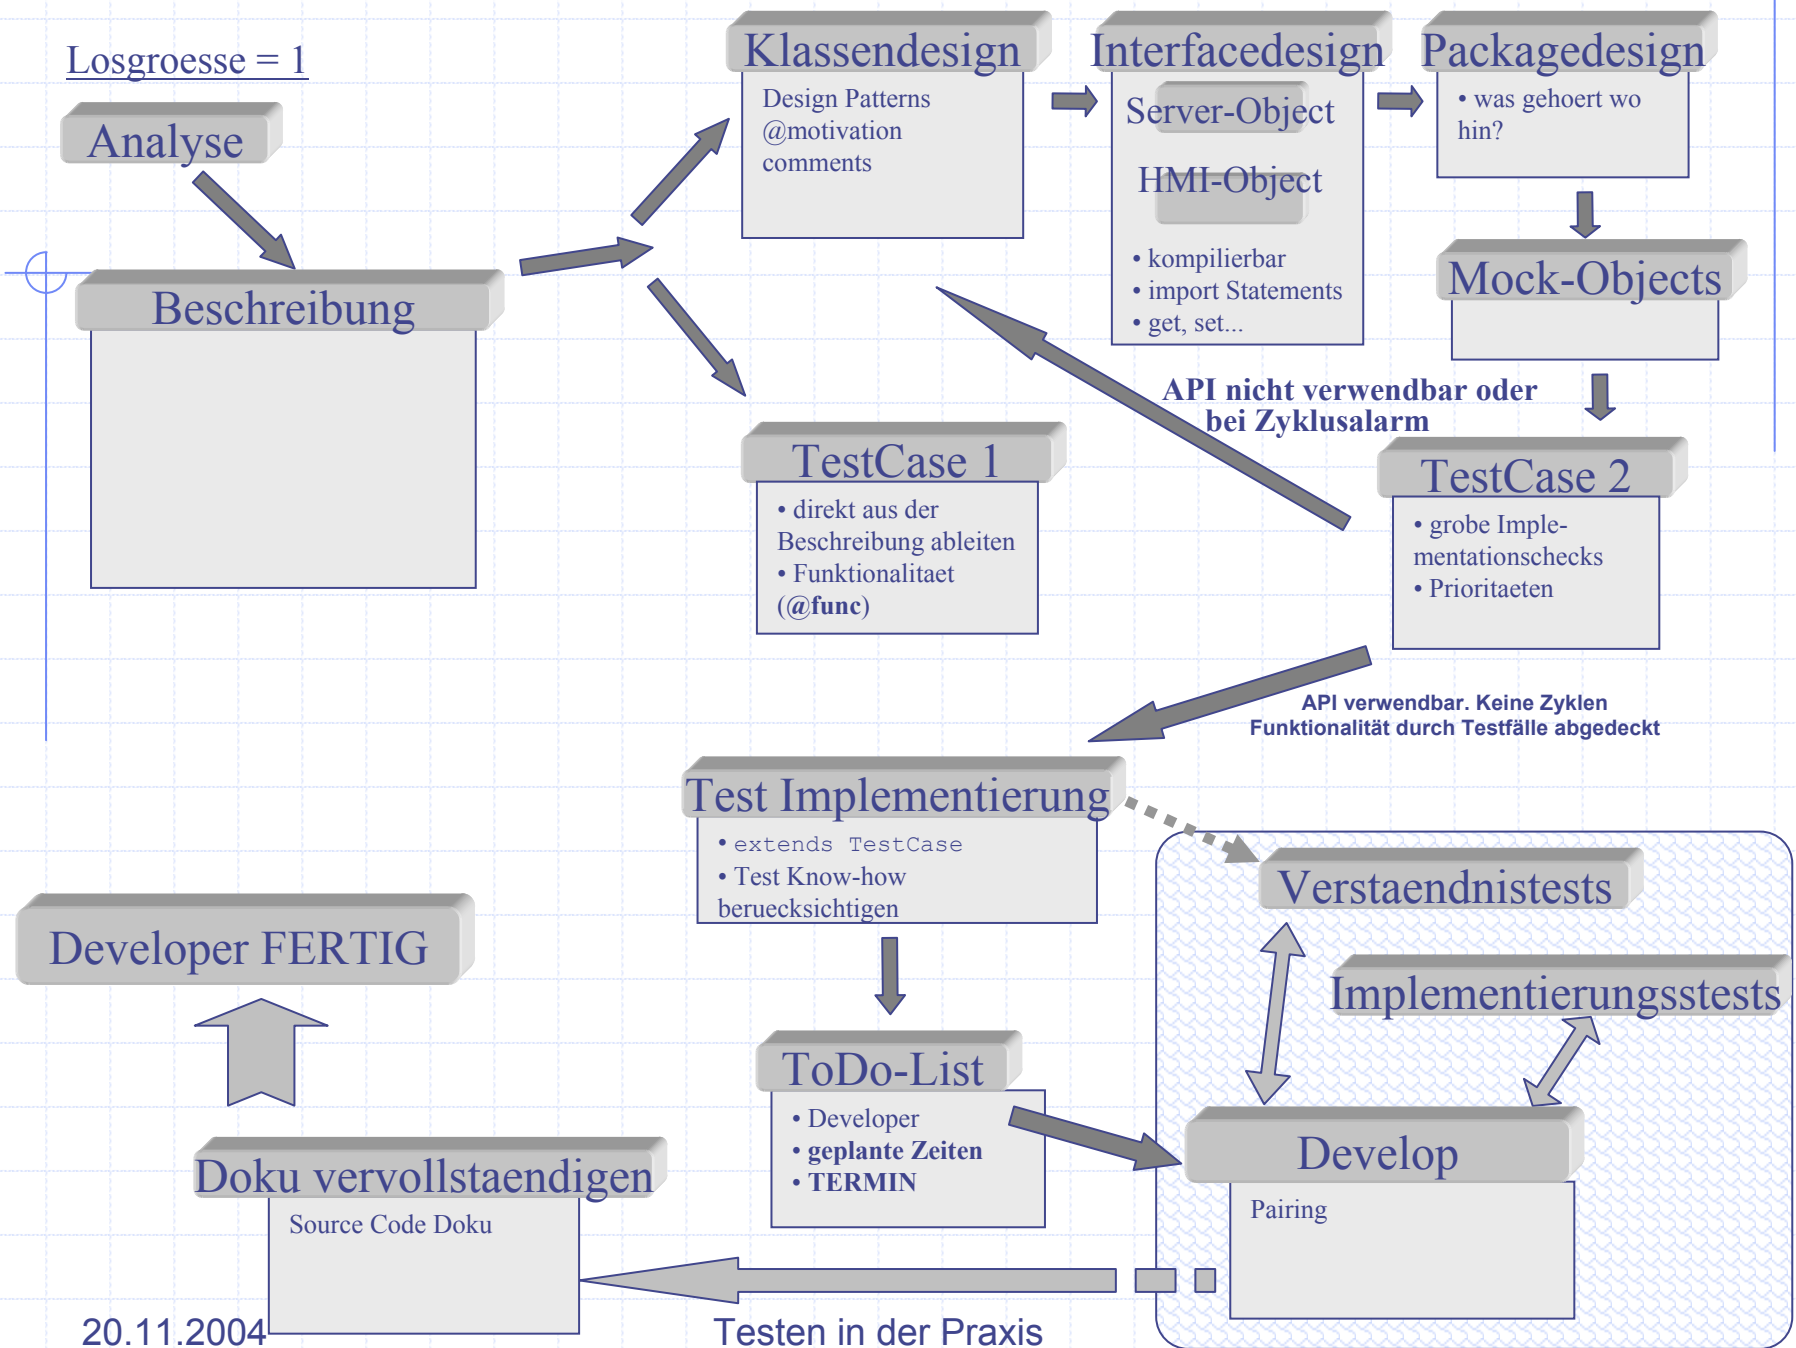 Losgroesse = 1
Analyse
Beschreibung
Klassendesign
Design Patterns
@motivation
comments
Interfacedesign
Server-Object
HMI-Object
• kompilierbar
• import Statements
• get, set...
Packagedesign
• was gehoert wo
hin?
Mock-Objects
API nicht verwendbar oder
bei Zyklusalarm
TestCase 1
• direkt aus der
Beschreibung ableiten
• Funktionalitaet
(@func)
TestCase 2
• grobe Imple-
mentationschecks
• Prioritaeten
API verwendbar. Keine Zyklen
Funktionalität durch Testfälle abgedeckt
Test Implementierung
• extends TestCase
• Test Know-how
beruecksichtigen
Verstaendnistests
Implementierungsstests
Developer FERTIG
ToDo-List
• Developer
• geplante Zeiten
• TERMIN
Develop
Pairing
Doku vervollstaendigen
Source Code Doku
20.11.2004
Testen in der Praxis